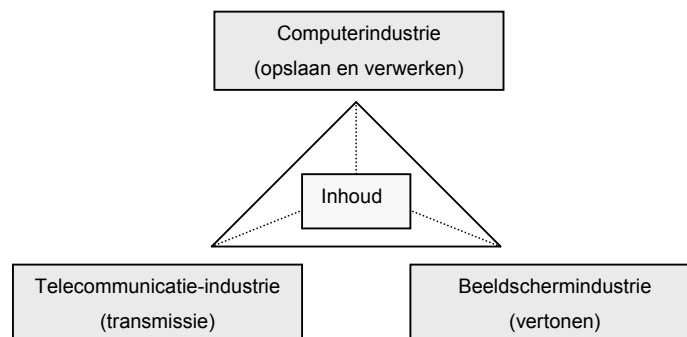 Computerindustrie
(opslaan en verwerken)
Inhoud
Telecommunicatie-industrie
(transmissie)
Beeldschermindustrie
(vertonen)